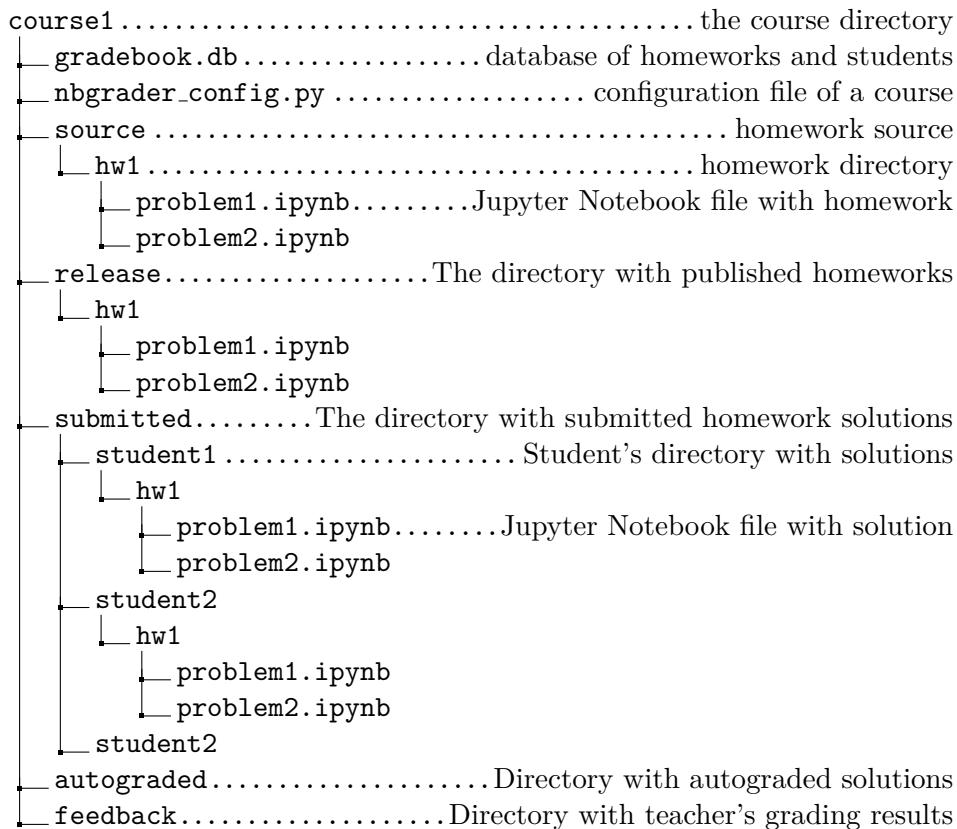 course1......................................................the course directory
gradebook.db...................database of homeworks and students
nbgrader_config.py....................configuration file of a course
source..............................................homework source
hw1............................................homework directory
problem1.ipynb.........Jupyter Notebook file with homework
problem2.ipynb
release.....................The directory with published homeworks
hw1
problem1.ipynb
problem2.ipynb
submitted.........The directory with submitted homework solutions
student1.......................Student's directory with solutions
hw1
problem1.ipynb........Jupyter Notebook file with solution
problem2.ipynb
student2
hw1
problem1.ipynb
problem2.ipynb
student2
autograded......................Directory with autograded solutions
feedback.....................Directory with teacher's grading results